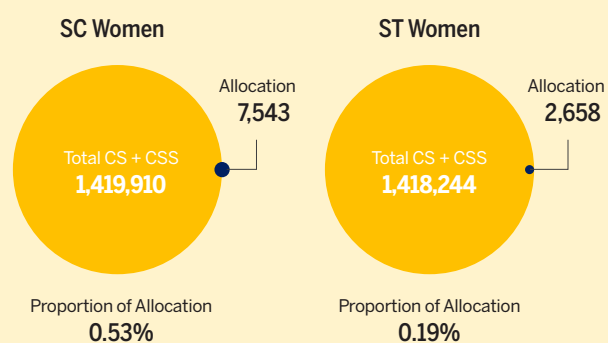 SC Women
Allocation
7,543
Total CS + CSS
1,419,910
Proportion of Allocation
0.53%
ST Women
Allocation
2,658
Total CS + CSS
1,418,244
Proportion of Allocation
0.19%